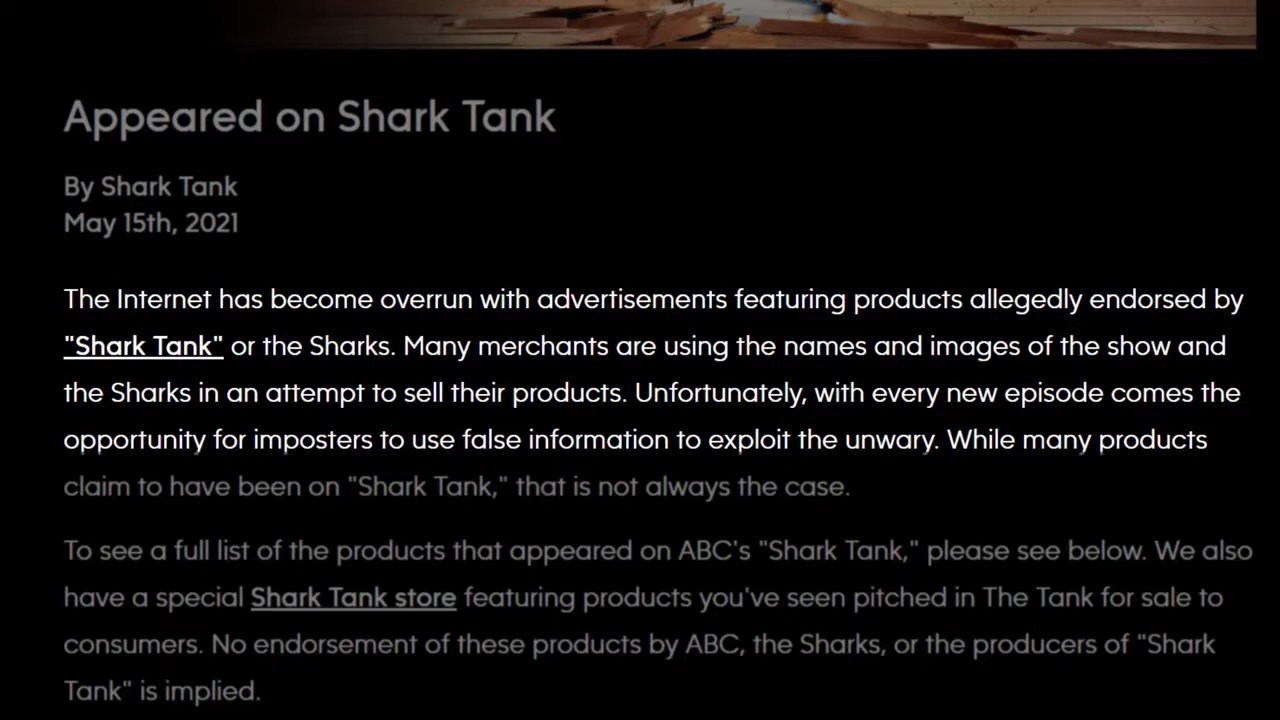 Appeared on Shark Tank
By Shark Tank
May 15th, 2021
The Internet has become overrun with advertisements featuring products allegedly endorsed by
"Shark Tank" or the Sharks. Many merchants are using the names and images of the show and
the Sharks in an attempt to sell their products. Unfortunately, with every new episode comes the
opportunity for imposters to use false information to exploit the unwary. While many products
claim to have been on "Shark Tank," that is not always the case.
To see a full list of the products that appeared on ABC's "Shark Tank," please see below. We also
have a special Shark Tank store featuring products you've seen pitched in The Tank for sale to
consumers. No endorsement of these products by ABC, the Sharks, or the producers of "Shark
Tank" is implied.